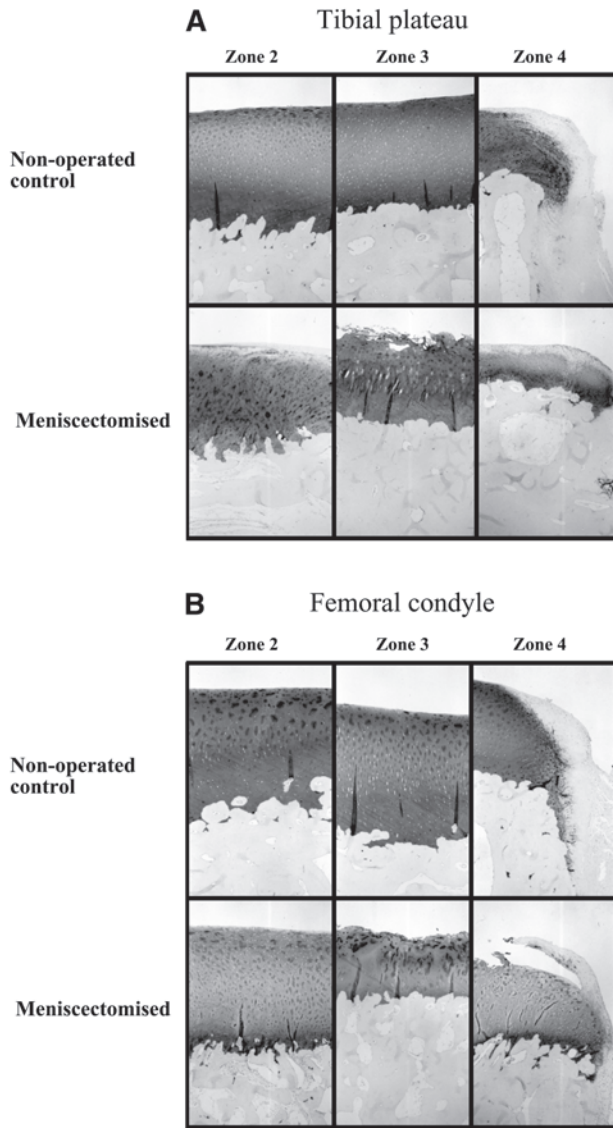 A Tibial plateau
Zone 2 Zone 3 Zone 4
Non-operated
control
Meniscectomised
B Femoral condyle
Zone 2 Zone 3 Zone 4
Non-operated
control
Meniscectomised